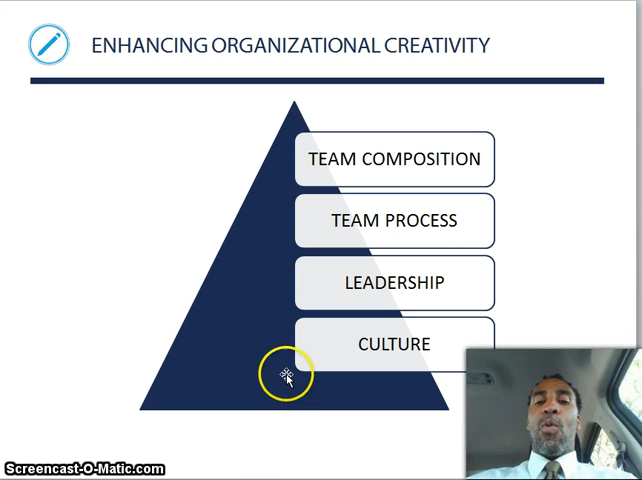 ENHANCING ORGANIZATIONAL CREATIVITY
TEAM COMPOSITION
TEAM PROCESS
LEADERSHIP
CULTURE
Screencast-O-Matic.com